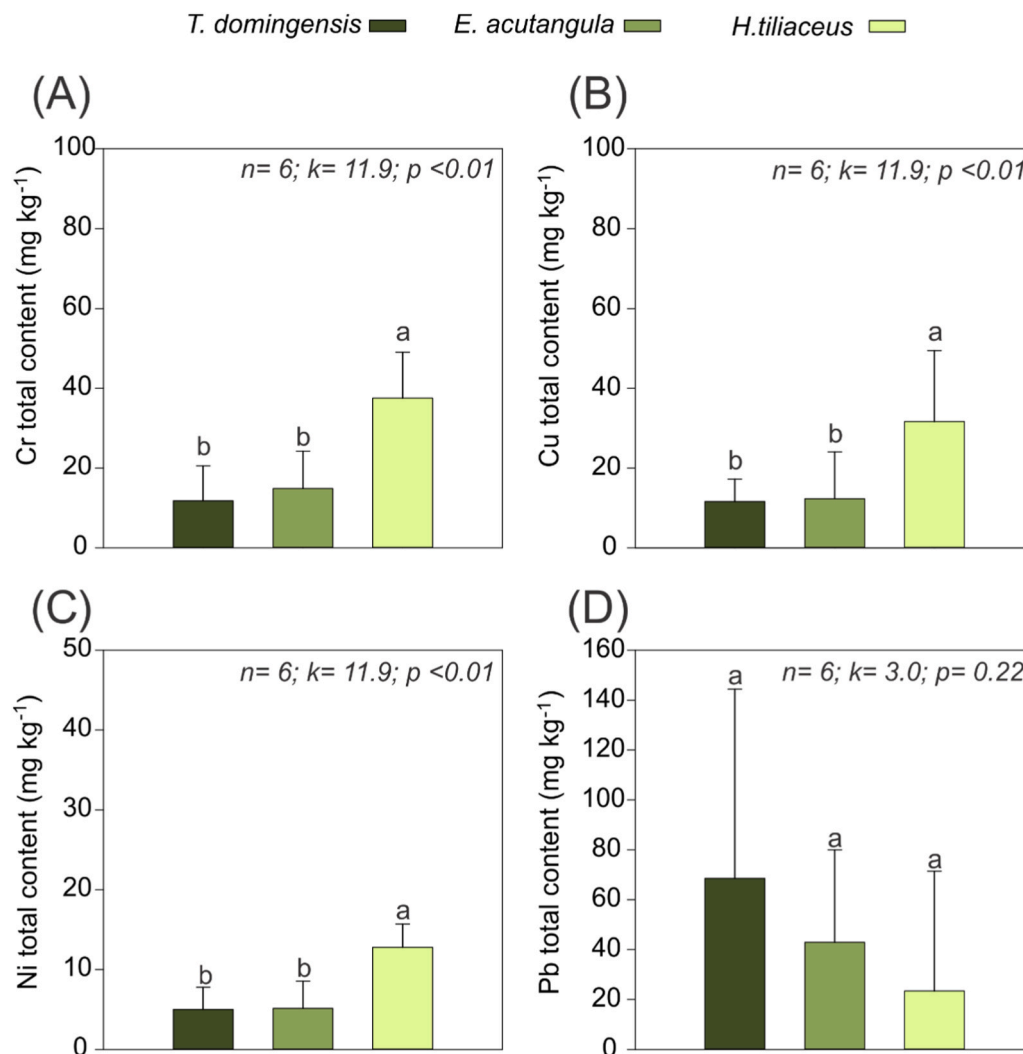 T. domingensis E. acutangula H.tiliaceus
(A)
Cr total content (mg kg-1)
100
80
60
40
20
0
n= 6; k= 11.9; p <0.01
b
b
a
(B)
Cu total content (mg kg-1)
100
80
60
40
20
0
n= 6; k= 11.9; p <0.01
b
b
a
(C)
Ni total content (mg kg-1)
50
40
30
20
10
0
n= 6; k= 11.9; p <0.01
b
b
a
(D)
Pb total content (mg kg-1)
160
140
120
100
80
60
40
20
0
n= 6; k= 3.0; p= 0.22
a
a
a